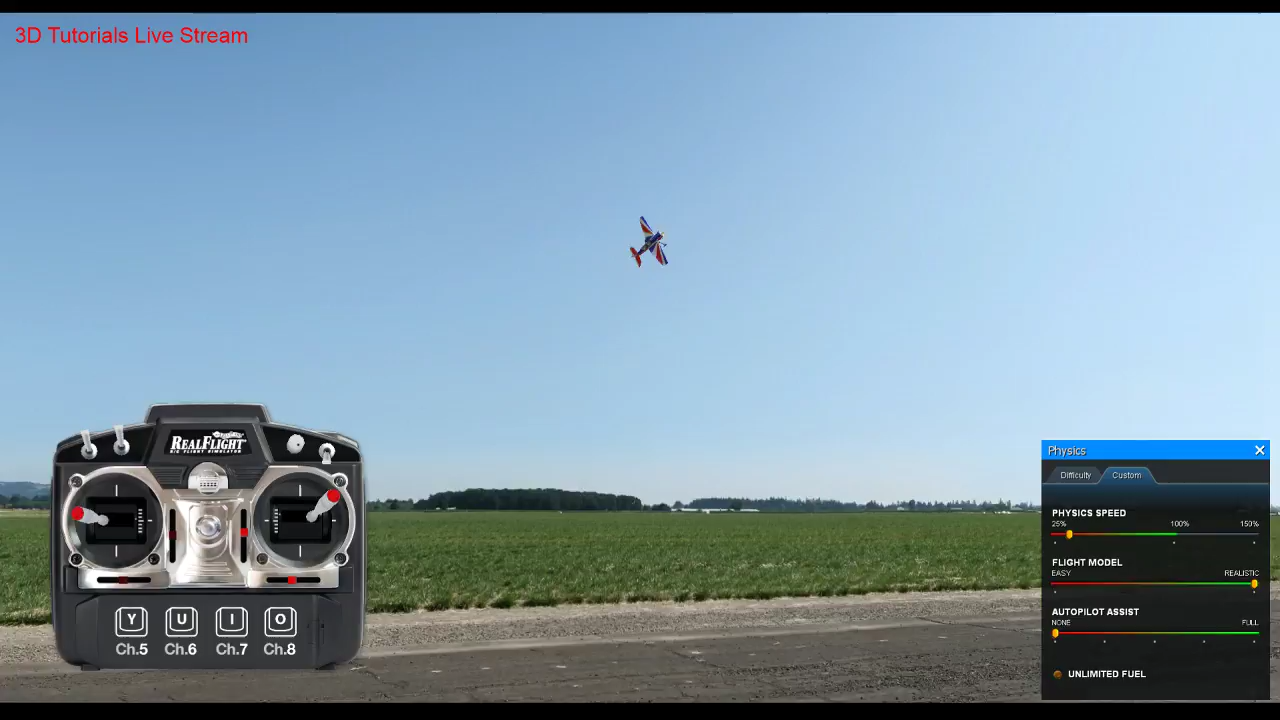 3D Tutorials Live Stream
REALFLIGHT
R/C FLIGHT SIMULATOR
Y U I O
Ch.5 Ch.6 Ch.7 Ch.8
Physics
Difficulty Custom
PHYSICS SPEED
25% 100% 150%
FLIGHT MODEL
EASY REALISTIC
AUTOPILOT ASSIST
NONE FULL
UNLIMITED FUEL